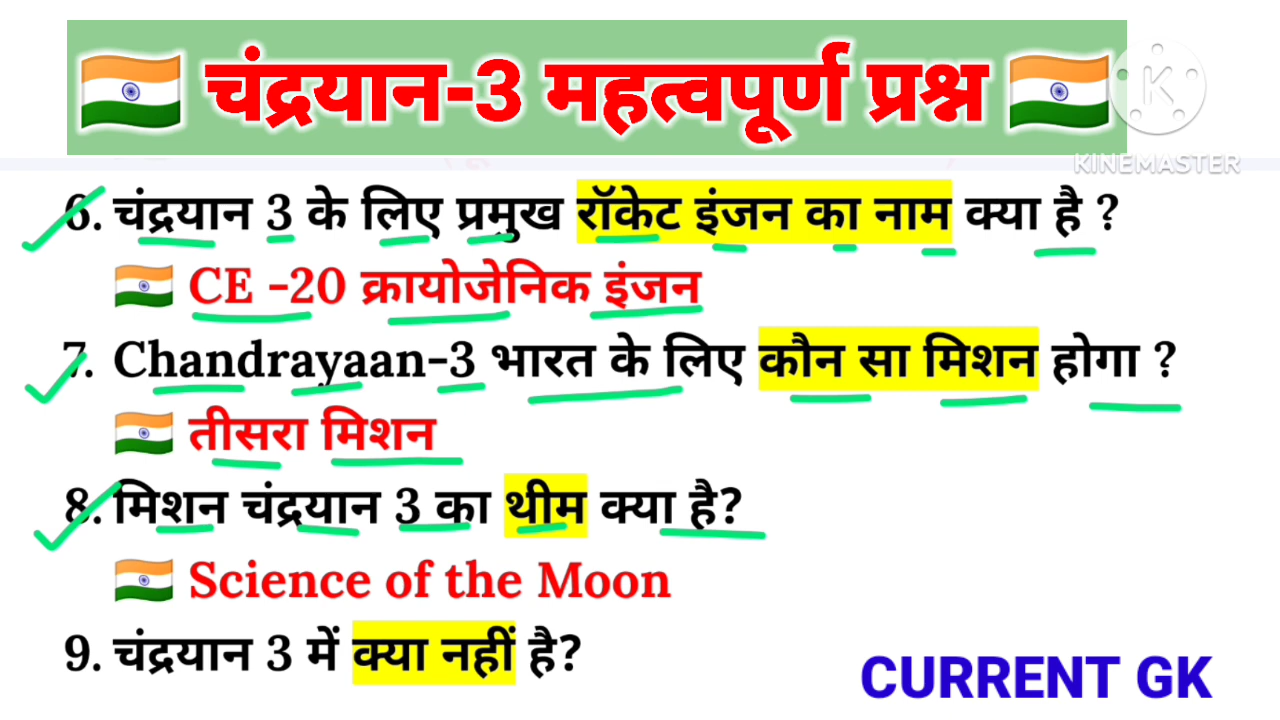 चंद्रयान-3 महत्वपूर्ण प्रश्न
K
KINEMASTER
6. चंद्रयान 3 के लिए प्रमुख रॉकेट इंजन का नाम क्या है ?
CE -20 क्रायोजेनिक इंजन
7. Chandrayaan-3 भारत के लिए कौन सा मिशन होगा ?
तीसरा मिशन
8. मिशन चंद्रयान 3 का थीम क्या है?
Science of the Moon
9. चंद्रयान 3 में क्या नहीं है?
CURRENT GK